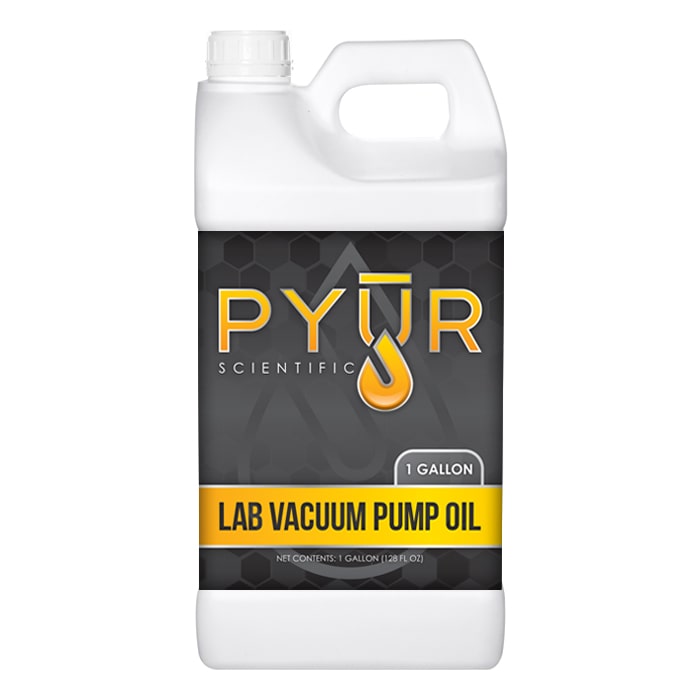 PYŪR
SCIENTIFIC
1 GALLON
LAB VACUUM PUMP OIL
NET CONTENTS: 1 GALLON (128 FL OZ)